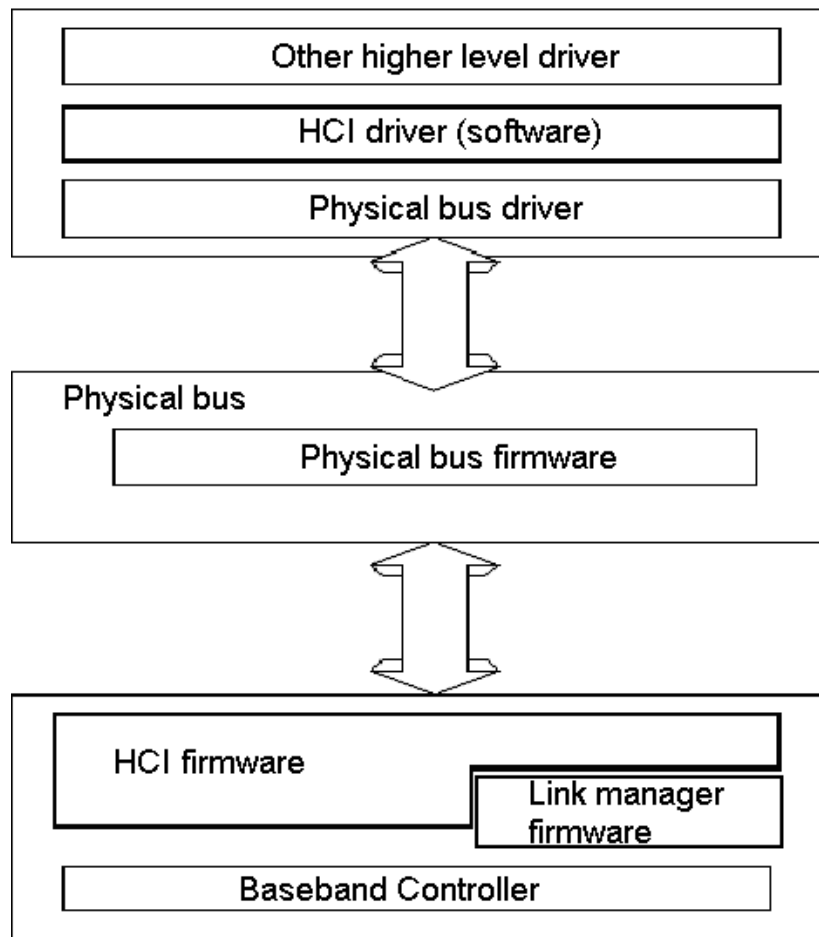 Other higher level driver
HCI driver (software)
Physical bus driver
Physical bus
Physical bus firmware
HCI firmware
Link manager
firmware
Baseband Controller